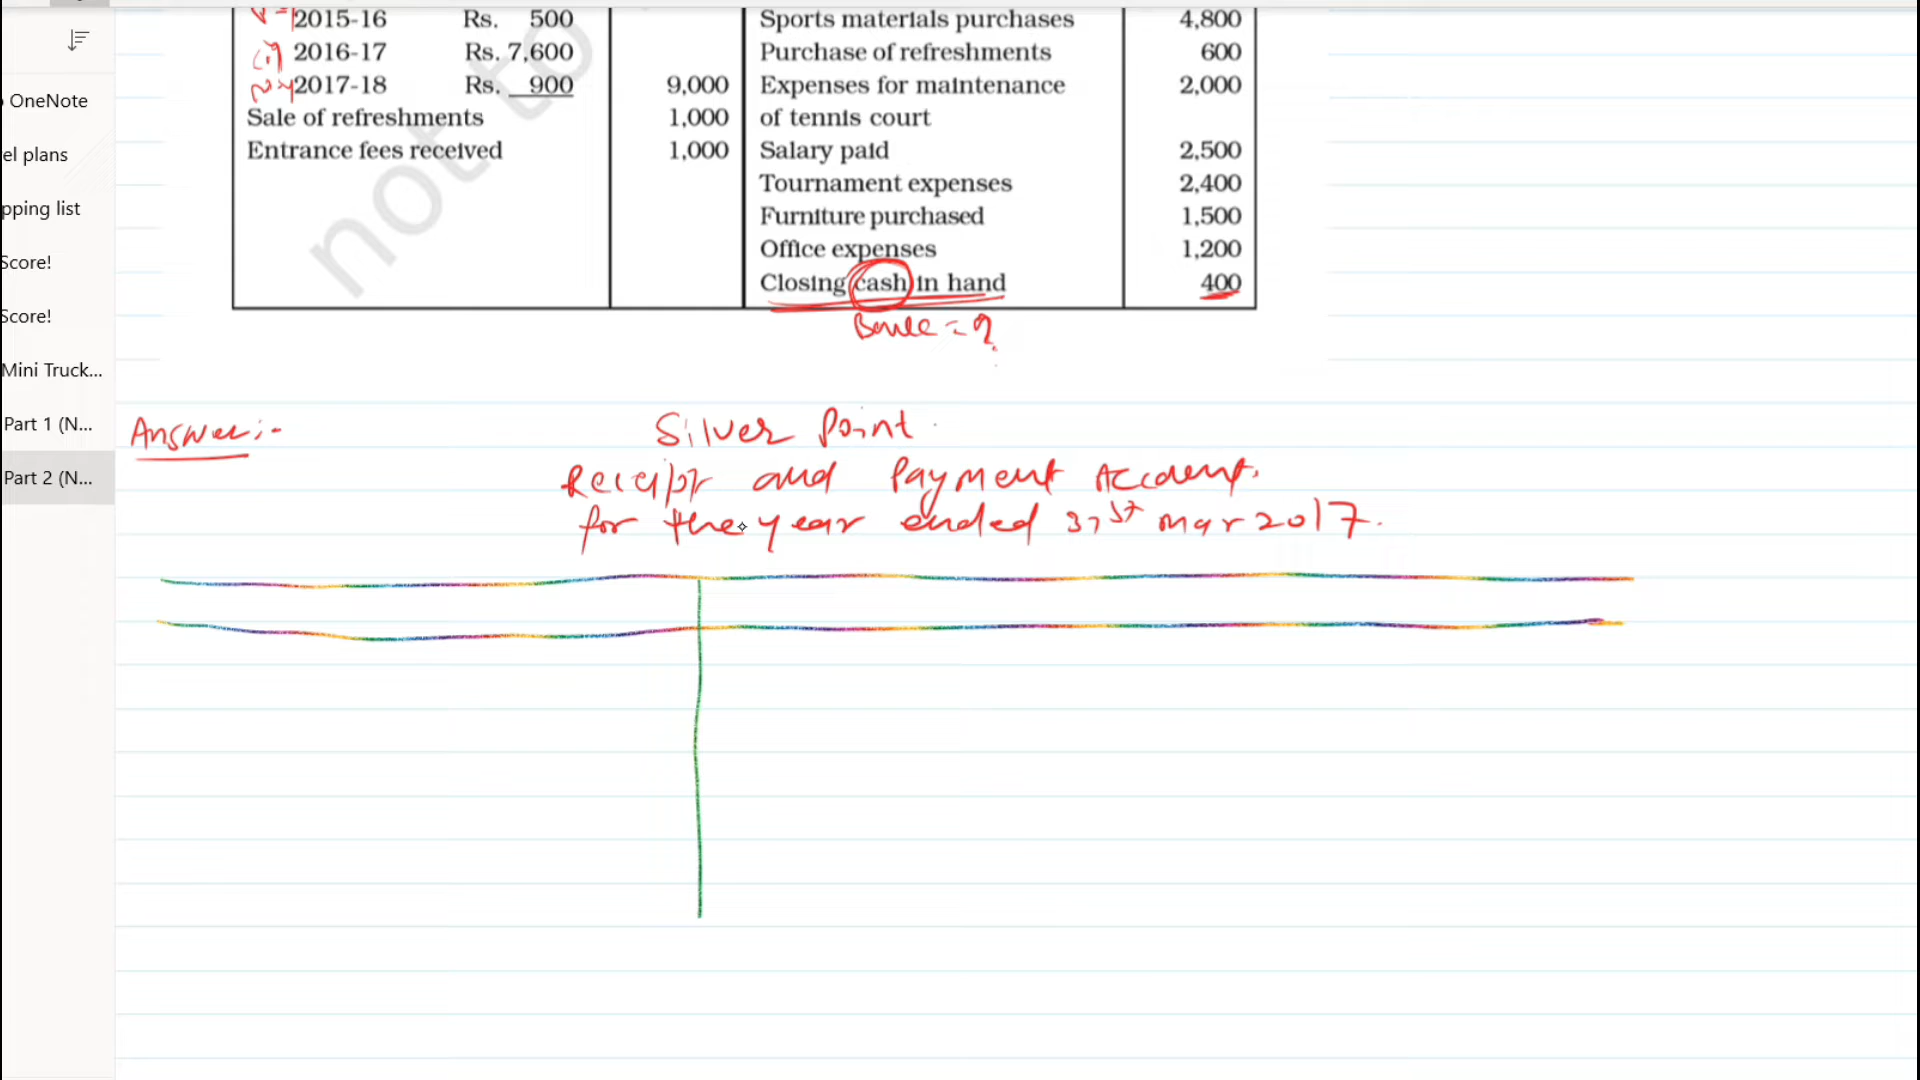 2015-16 Rs. 500 Sports materials purchases 4,800
(i) 2016-17 Rs. 7,600 Purchase of refreshments 600
2017-18 Rs. 900 9,000 Expenses for maintenance 2,000
Sale of refreshments 1,000 of tennis court
Entrance fees received 1,000 Salary paid 2,500
Tournament expenses 2,400
Furniture purchased 1,500
Office expenses 1,200
Closing cash in hand 400
= ?
not to
OneNote
el plans
pping list
Score!
Score!
Mini Truck...
Part 1 (N...
Part 2 (N...
Answer:-
Silver Point.
Receipt and Payment Account.
for the year ended 31st mar 2017.